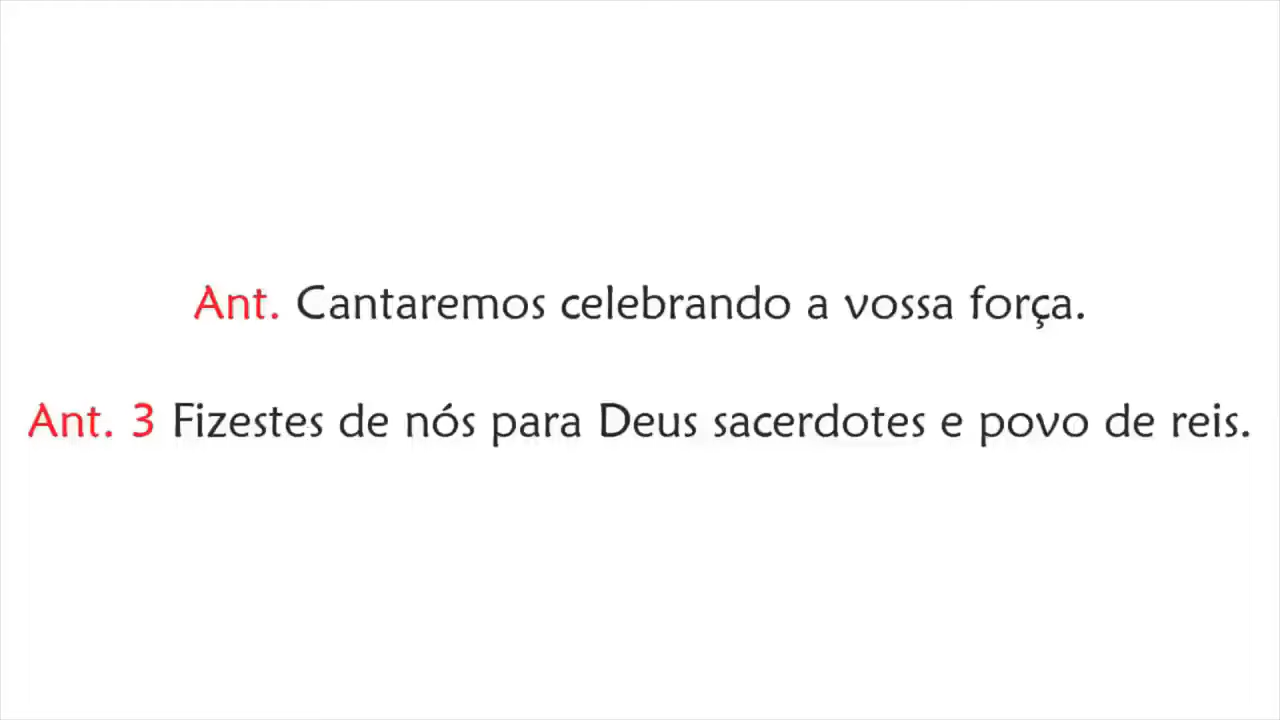 Ant. Cantaremos celebrando a vossa força.
Ant. 3 Fizestes de nós para Deus sacerdotes e povo de reis.